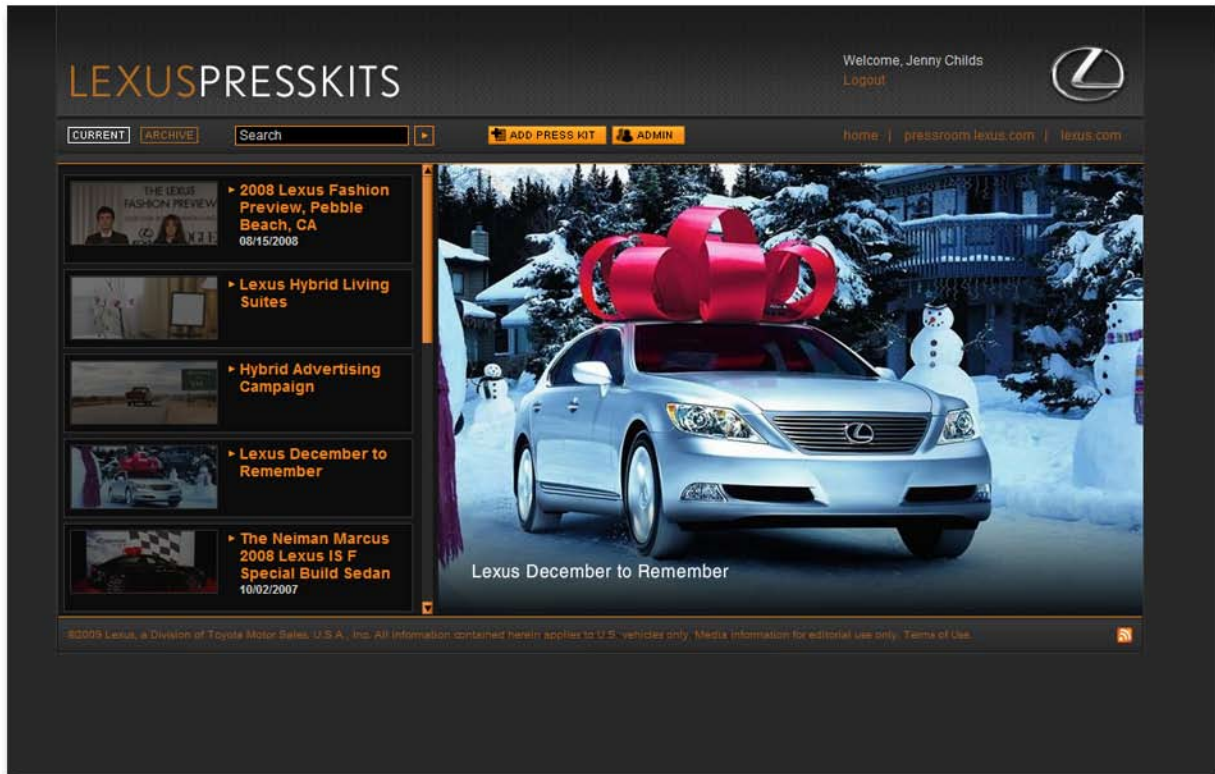 LEXUSPRESSKITS
Welcome, Jenny Childs
Logout
CURRENT ARCHIVE Search ADD PRESS KIT ADMIN home | pressroom.lexus.com | lexus.com
THE LEXUS
FASHION PREVIEW
2008 Lexus Fashion
Preview, Pebble
Beach, CA
08/15/2008
Lexus Hybrid Living
Suites
Hybrid Advertising
Campaign
Lexus December to
Remember
The Neiman Marcus
2008 Lexus IS F
Special Build Sedan
10/02/2007
Lexus December to Remember
©2009 Lexus, a Division of Toyota Motor Sales, U.S.A., Inc. All information contained herein applies to U.S. vehicles only. Media information for editorial use only. Terms of Use.